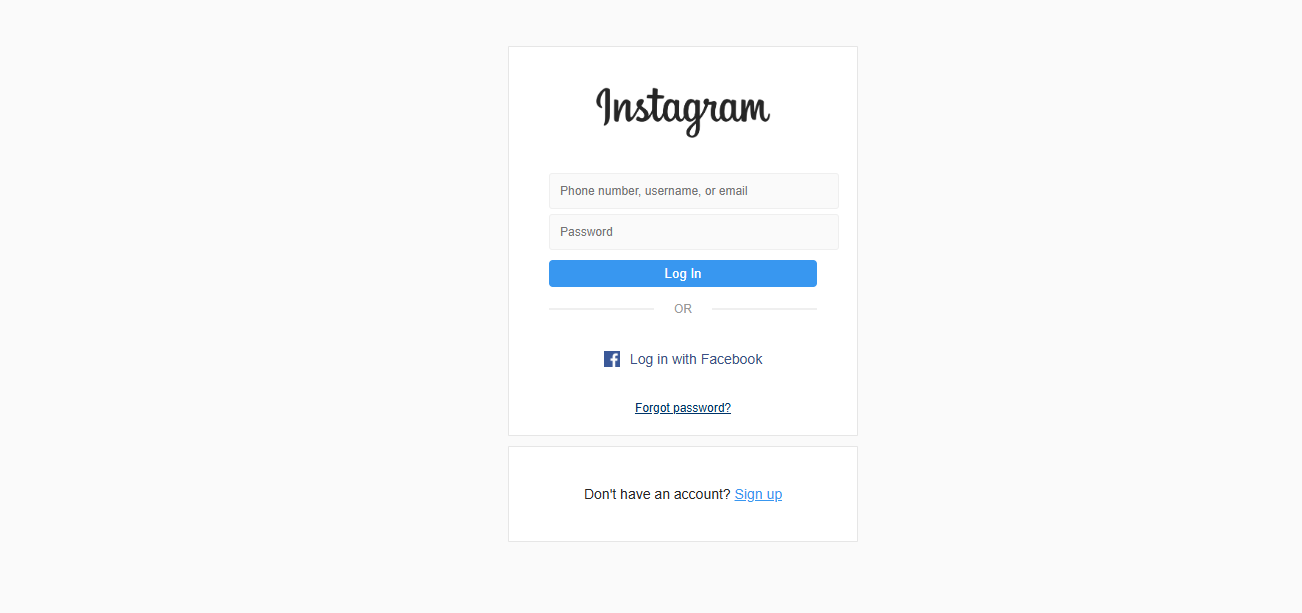 Instagram
Phone number, username, or email
Password
Log In
OR
Log in with Facebook
Forgot password?
Don't have an account? Sign up